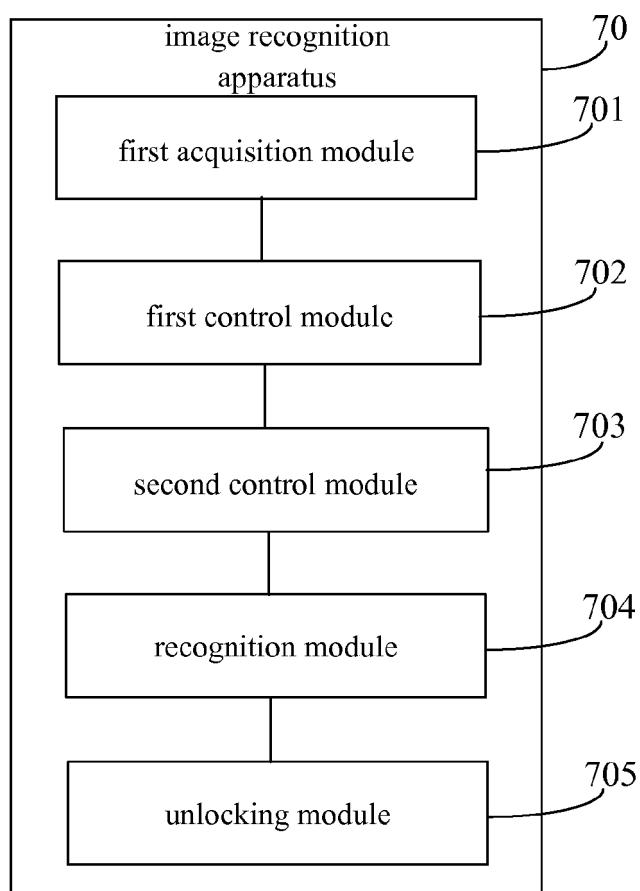 image recognition
apparatus
70
first acquisition module
701
first control module
702
second control module
703
recognition module
704
unlocking module
705